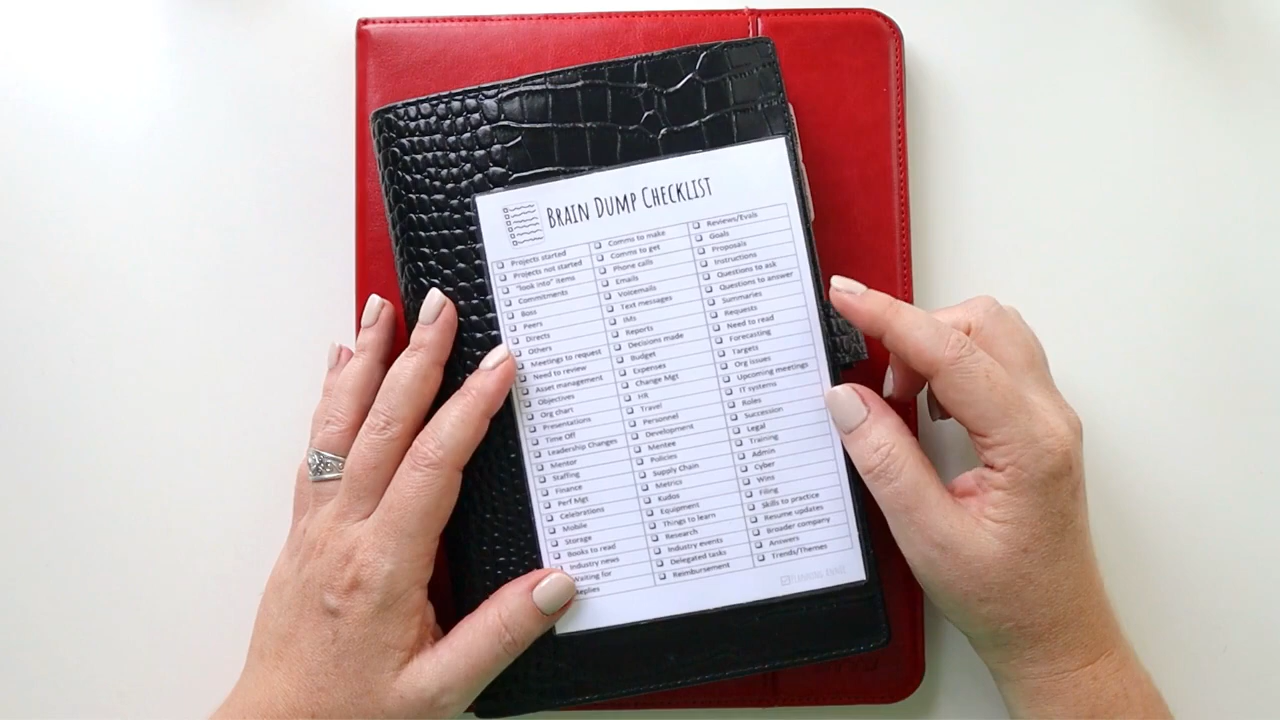 BRAIN DUMP CHECKLIST
Projects started
Projects not started
"look into" items
Commitments
Boss
Peers
Directs
Others
Meetings to request
Need to review
Asset management
Objectives
Org chart
Presentations
Time Off
Leadership Changes
Mentor
Staffing
Finance
Perf Mgt
Celebrations
Mobile
Storage
Books to read
Industry news
Waiting for
Replies
Comms to make
Comms to get
Phone calls
Emails
Voicemails
Text messages
IMs
Reports
Decisions made
Budget
Expenses
Change Mgt
HR
Travel
Personnel
Development
Mentee
Policies
Supply Chain
Metrics
Kudos
Equipment
Things to learn
Research
Industry events
Delegated tasks
Reimbursement
Reviews/Evals
Goals
Proposals
Instructions
Questions to ask
Questions to answer
Summaries
Requests
Need to read
Forecasting
Targets
Org issues
Upcoming meetings
IT systems
Roles
Succession
Legal
Training
Admin
Cyber
Wins
Filing
Skills to practice
Resume updates
Broader company
Answers
Trends/Themes
PLANNING ENNUI